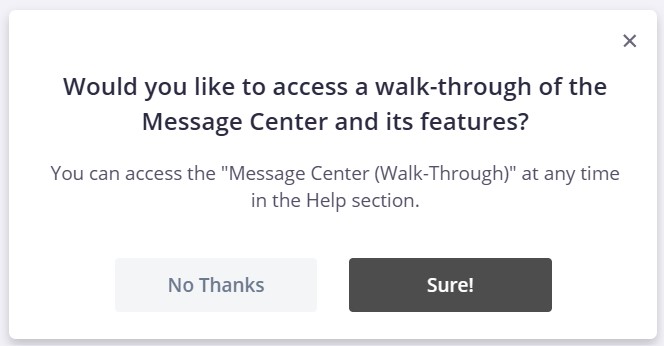 Would you like to access a walk-through of the
Message Center and its features?
You can access the "Message Center (Walk-Through)" at any time
in the Help section.
No Thanks
Sure!